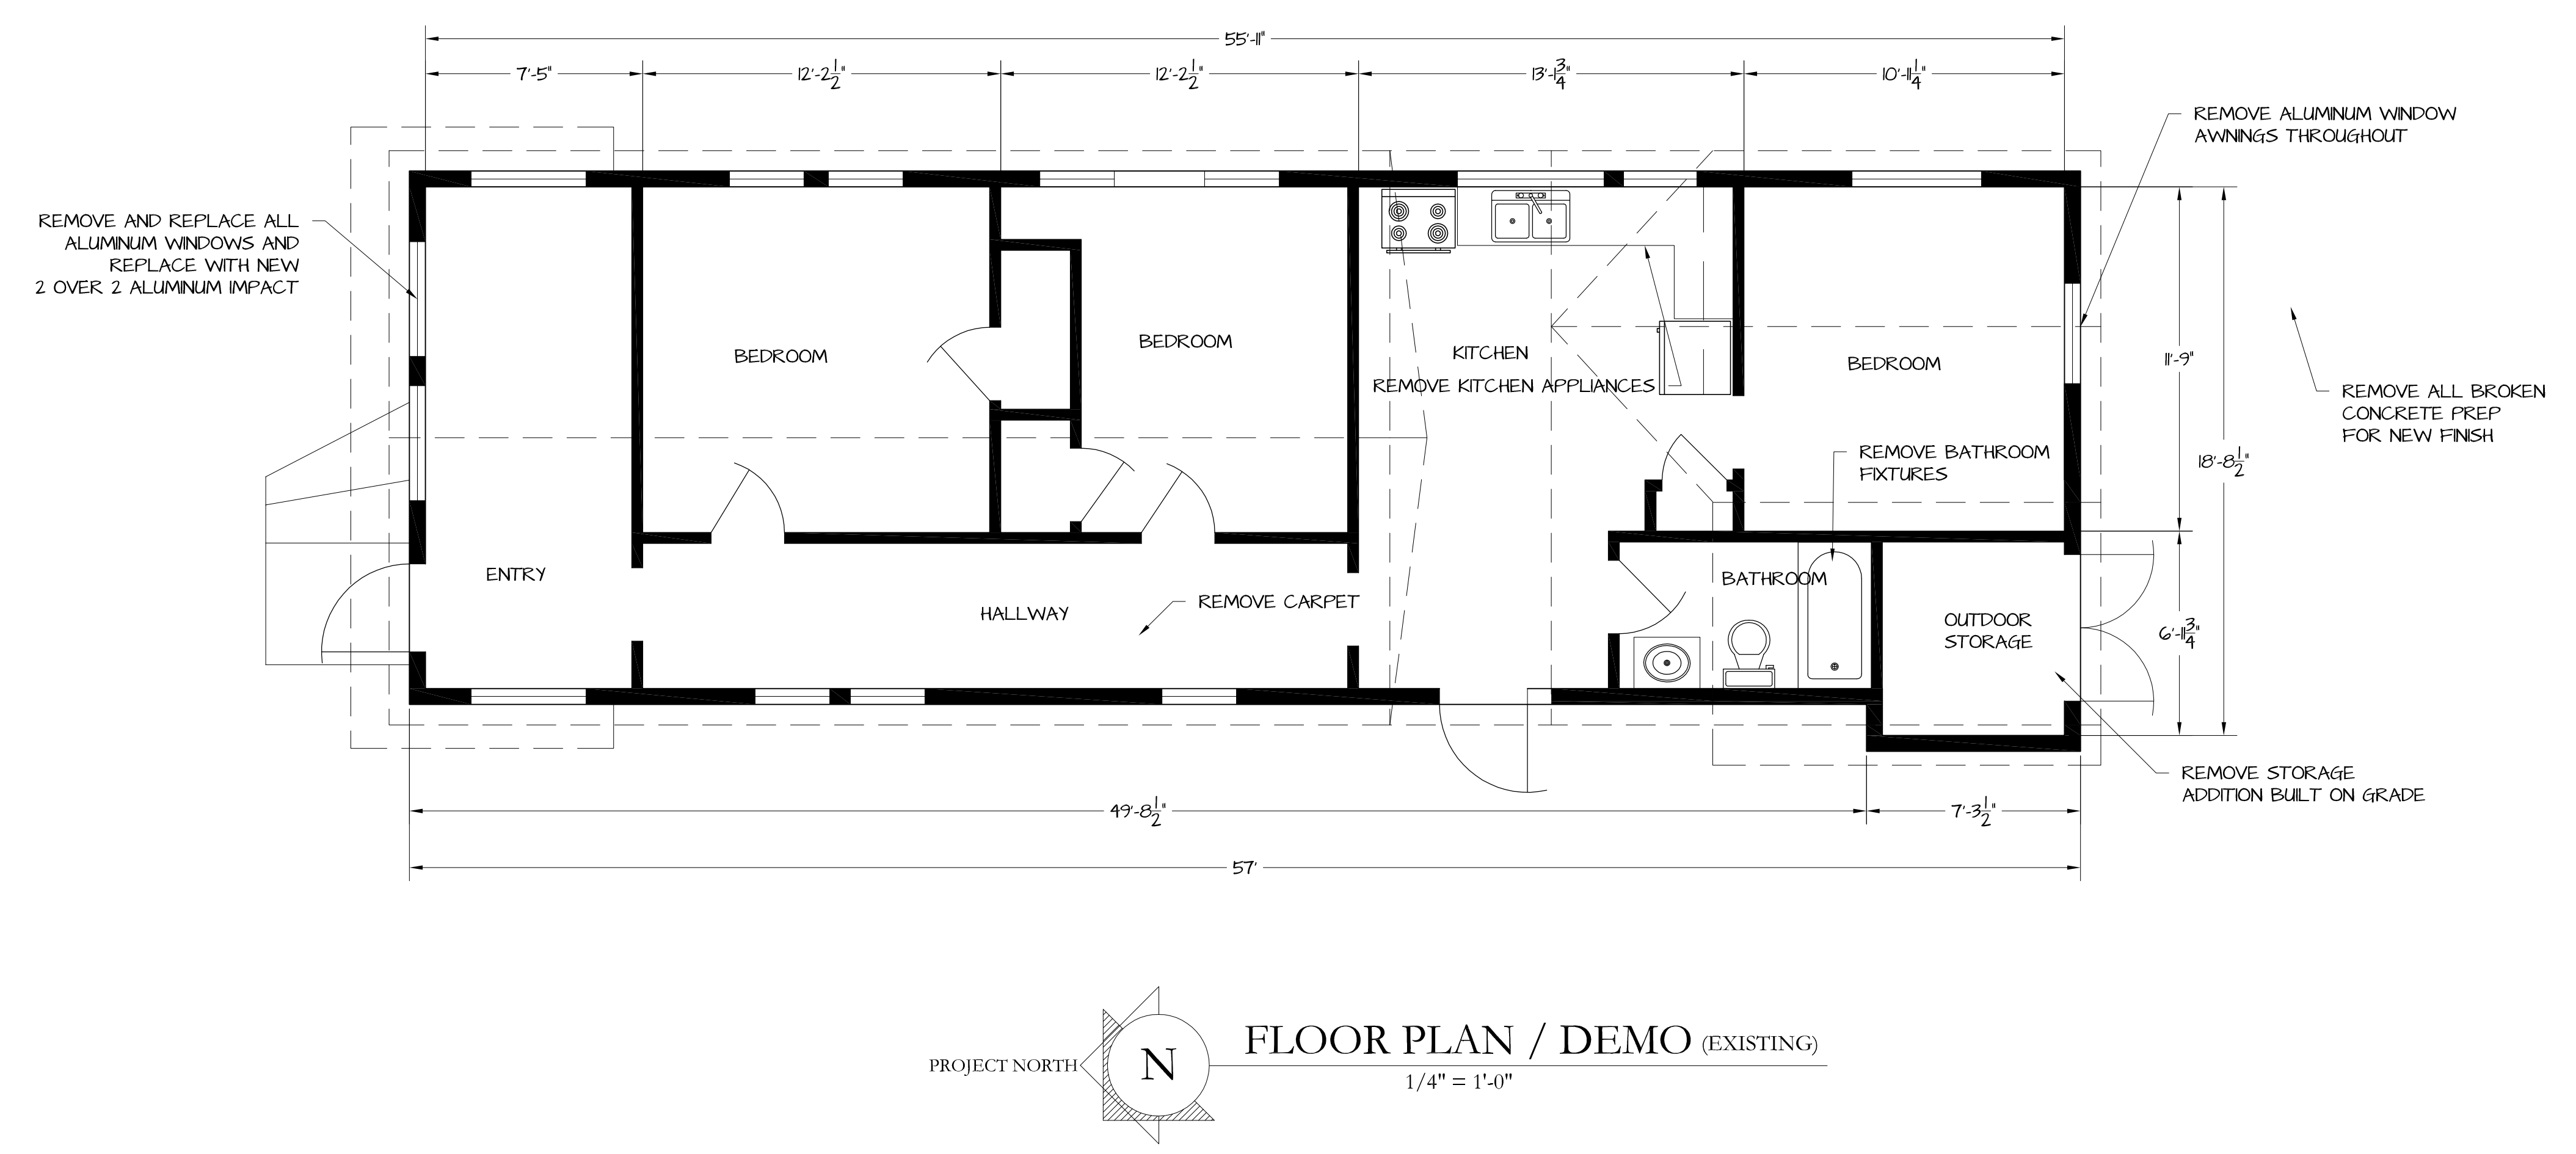 55'-11"
7'-5"
12'-2 1/2"
12'-2 1/2"
13'-1 3/4"
10'-11 1/4"
REMOVE ALUMINUM WINDOW
AWNINGS THROUGHOUT
REMOVE AND REPLACE ALL
ALUMINUM WINDOWS AND
REPLACE WITH NEW
2 OVER 2 ALUMINUM IMPACT
BEDROOM
BEDROOM
KITCHEN
REMOVE KITCHEN APPLIANCES
BEDROOM
11'-9"
REMOVE ALL BROKEN
CONCRETE PREP
FOR NEW FINISH
REMOVE BATHROOM
FIXTURES
18'-8 1/2"
ENTRY
HALLWAY
REMOVE CARPET
BATHROOM
OUTDOOR
STORAGE
6'-11 3/4"
REMOVE STORAGE
ADDITION BUILT ON GRADE
49'-8 1/2"
7'-3 1/2"
57'
PROJECT NORTH
N
FLOOR PLAN / DEMO (EXISTING)
1/4" = 1'-0"